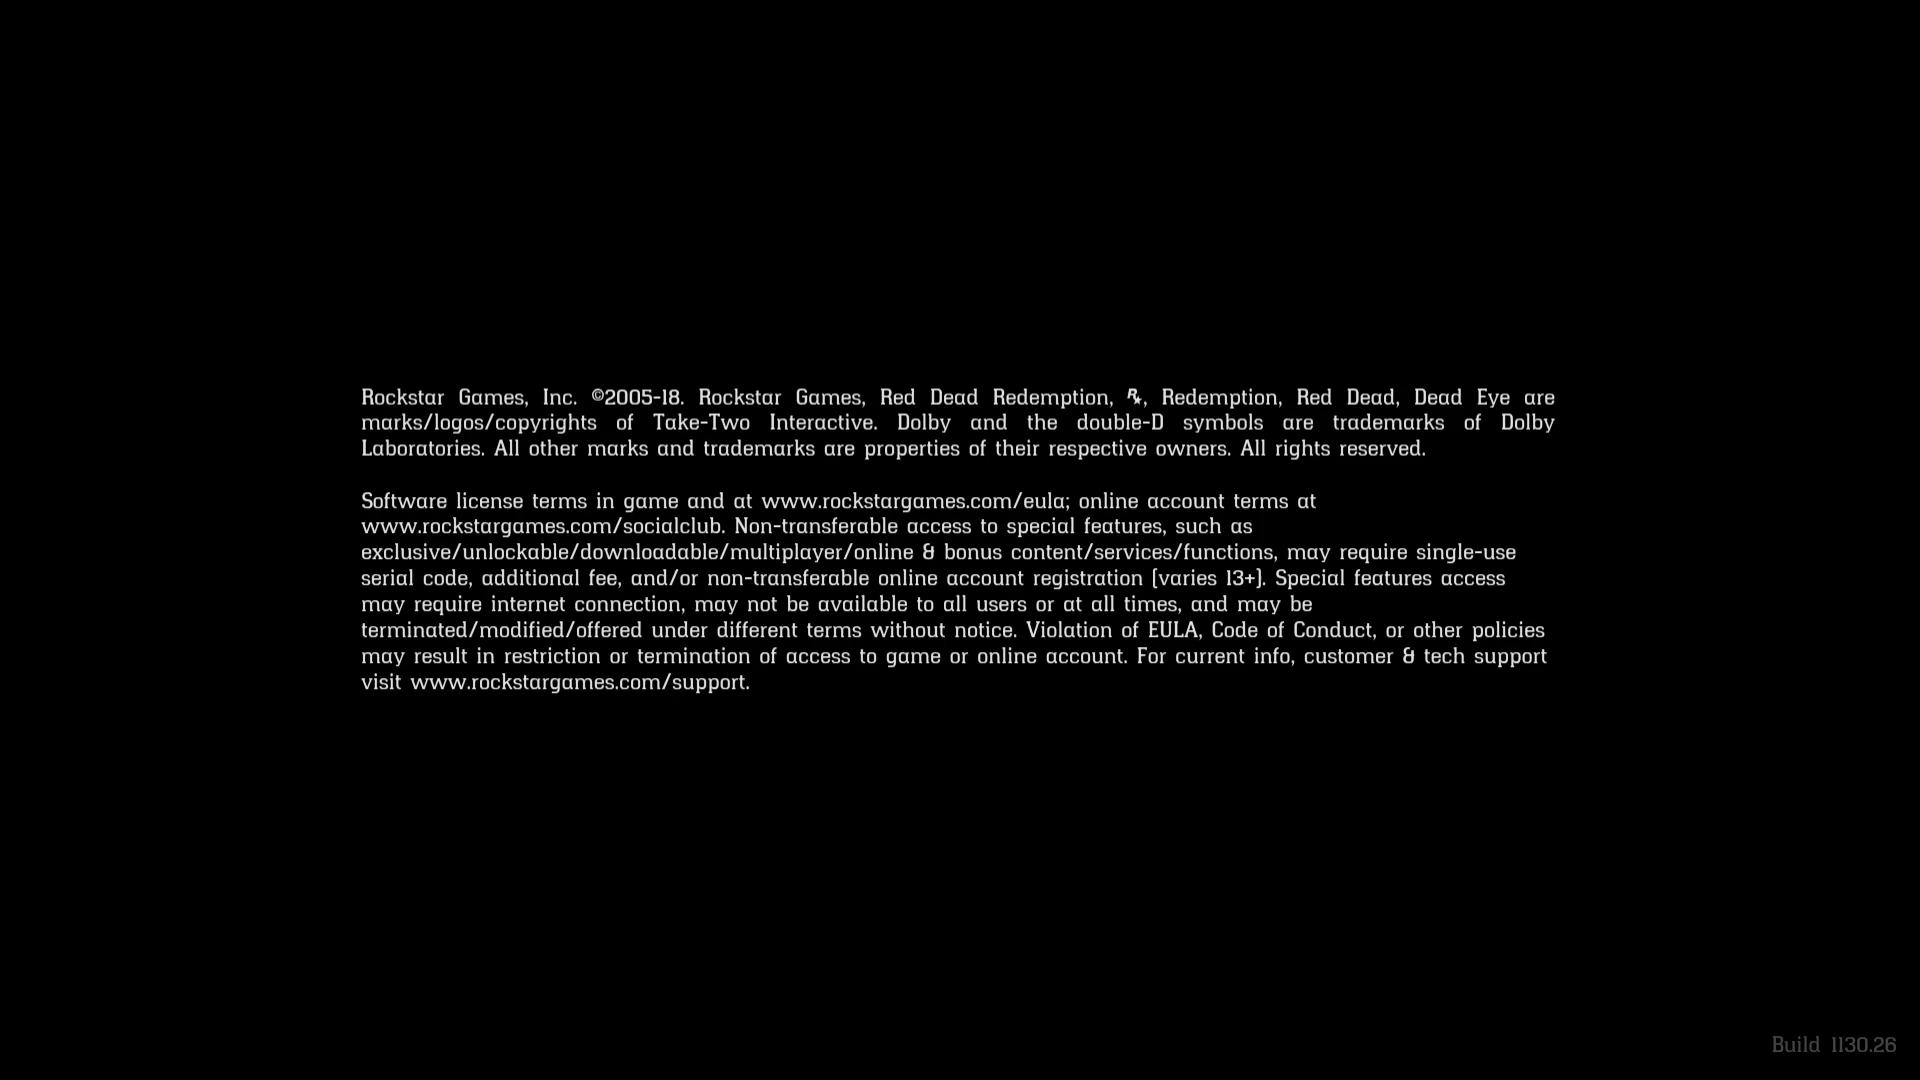 Rockstar Games, Inc. ©2005-18. Rockstar Games, Red Dead Redemption, R★, Redemption, Red Dead, Dead Eye are
marks/logos/copyrights of Take-Two Interactive. Dolby and the double-D symbols are trademarks of Dolby
Laboratories. All other marks and trademarks are properties of their respective owners. All rights reserved.
Software license terms in game and at www.rockstargames.com/eula; online account terms at
www.rockstargames.com/socialclub. Non-transferable access to special features, such as
exclusive/unlockable/downloadable/multiplayer/online & bonus content/services/functions, may require single-use
serial code, additional fee, and/or non-transferable online account registration (varies 13+). Special features access
may require internet connection, may not be available to all users or at all times, and may be
terminated/modified/offered under different terms without notice. Violation of EULA, Code of Conduct, or other policies
may result in restriction or termination of access to game or online account. For current info, customer & tech support
visit www.rockstargames.com/support.
Build 1130.26